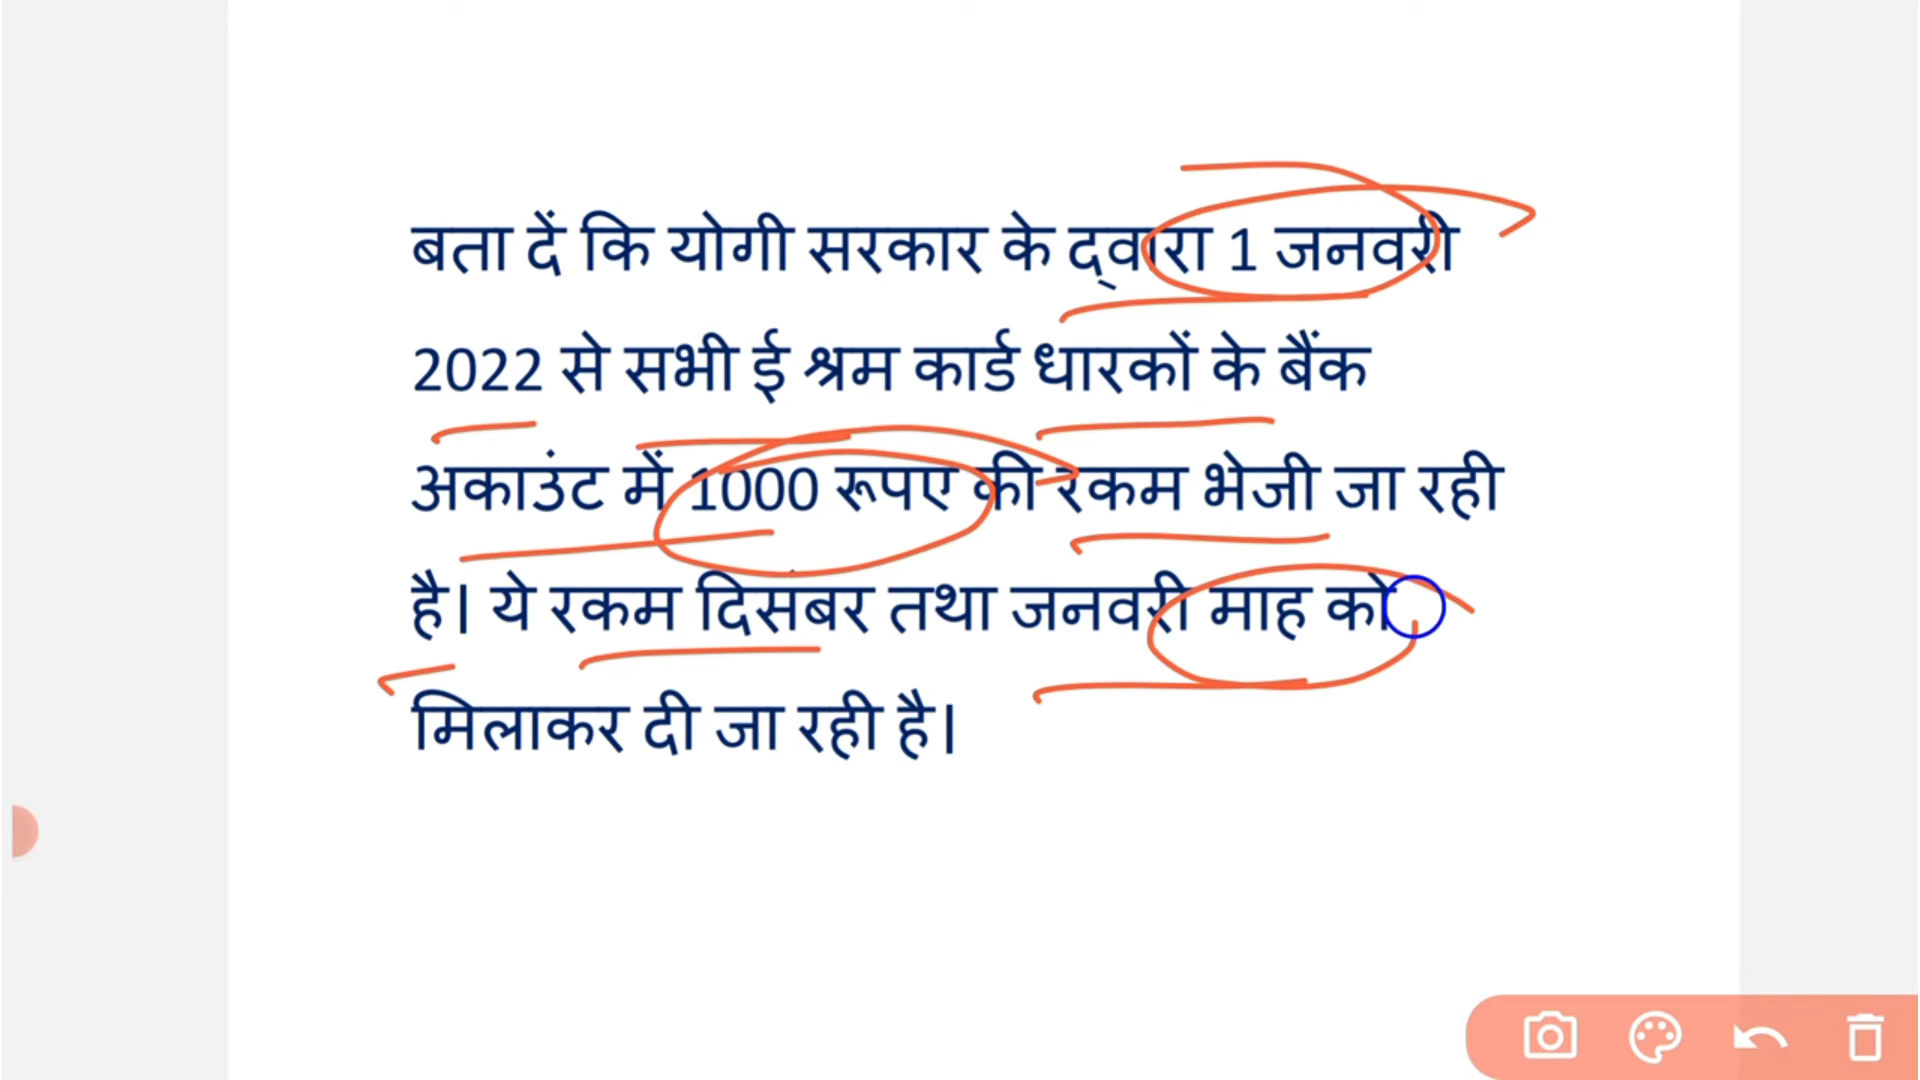 बता दें कि योगी सरकार के द्वारा 1 जनवरी
2022 से सभी ई श्रम कार्ड धारकों के बैंक
अकाउंट में 1000 रूपए की रकम भेजी जा रही
है। ये रकम दिसंबर तथा जनवरी माह को
मिलाकर दी जा रही है।